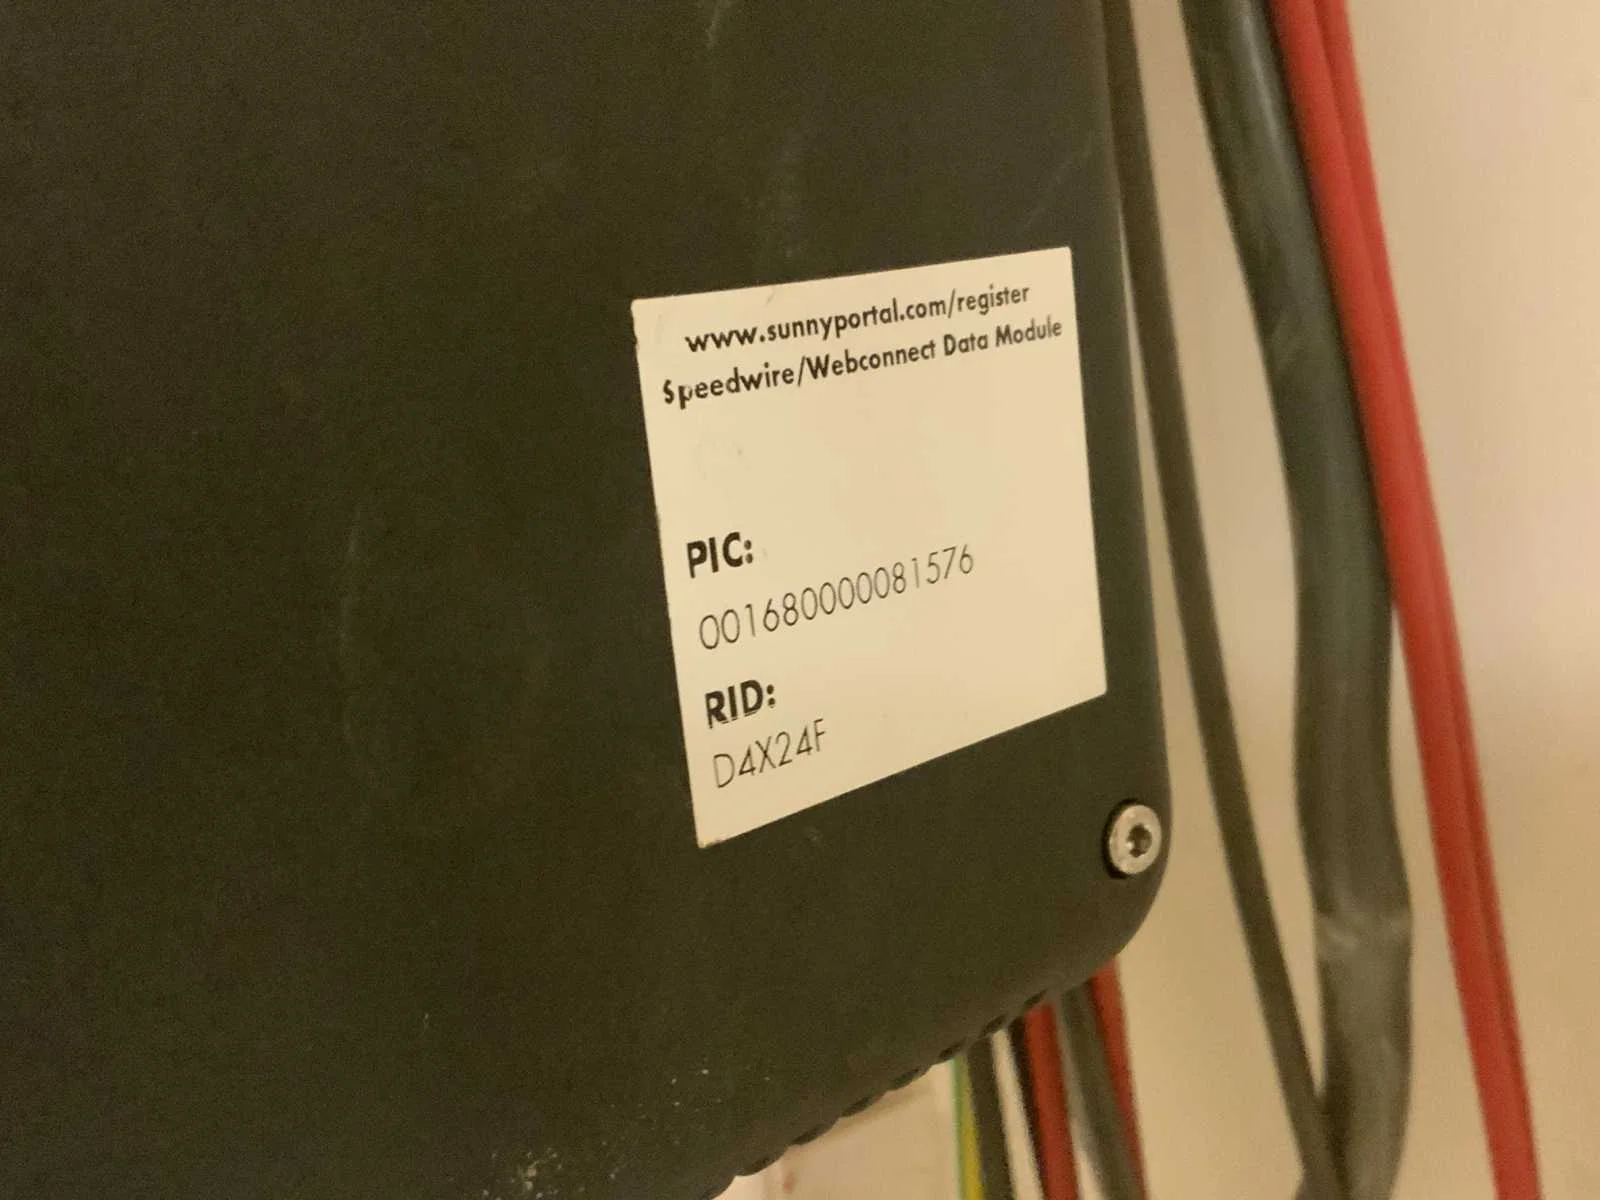 www.sunnyportal.com/register
Speedwire/Webconnect Data Module
PIC:
001680000081576
RID:
D4X24F